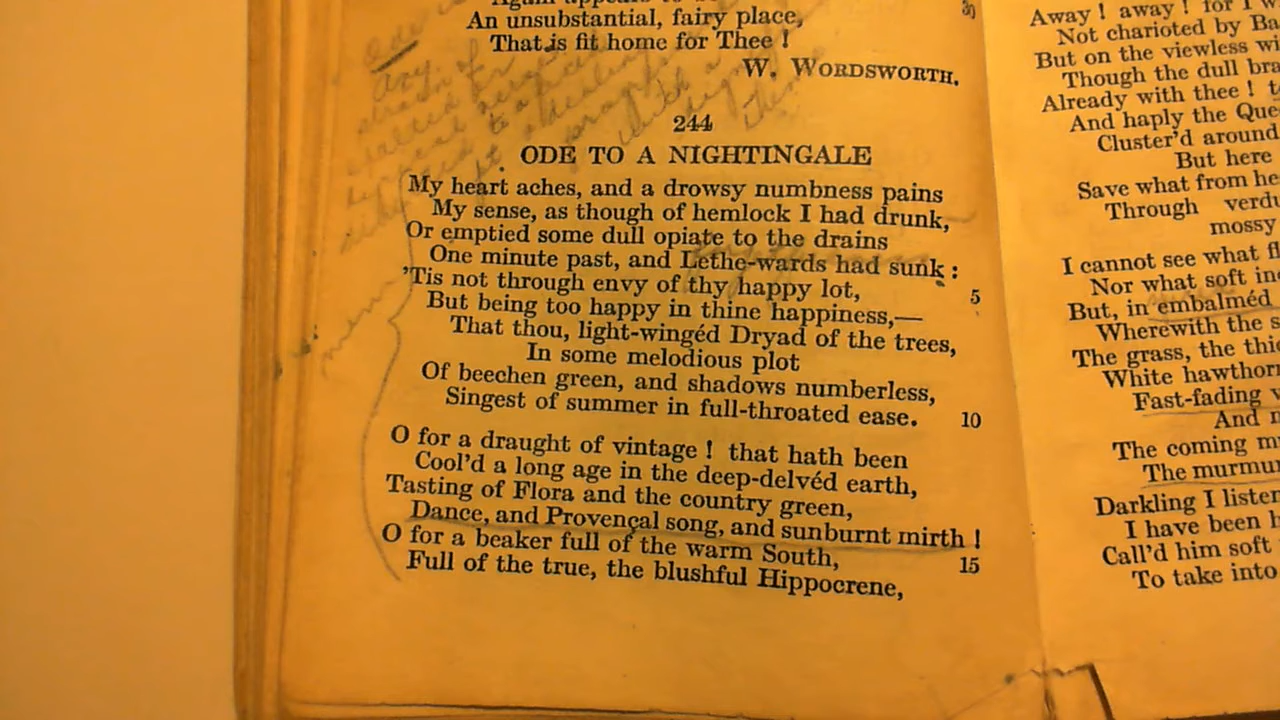 An unsubstantial, fairy place,
That is fit home for Thee !
W. WORDSWORTH.
244
ODE TO A NIGHTINGALE
My heart aches, and a drowsy numbness pains
My sense, as though of hemlock I had drunk,
Or emptied some dull opiate to the drains
One minute past, and Lethe-wards had sunk :
'Tis not through envy of thy happy lot,
5
But being too happy in thine happiness,—
That thou, light-wingéd Dryad of the trees,
In some melodious plot
Of beechen green, and shadows numberless,
Singest of summer in full-throated ease.
10
O for a draught of vintage ! that hath been
Cool'd a long age in the deep-delvéd earth,
Tasting of Flora and the country green,
Dance, and Provençal song, and sunburnt mirth !
O for a beaker full of the warm South,
15
Full of the true, the blushful Hippocrene,
Away ! away ! for I
Not charioted by
But on the viewless
Though the dull
Already with thee !
And haply the
Cluster'd around
But here
Save what from
Through
mossy
I cannot see what
Nor what soft
But, in embalméd
Wherewith the
The grass, the
White
Fast-fading
And
The coming
The
Darkling I
I have been
Call'd him soft
To take into